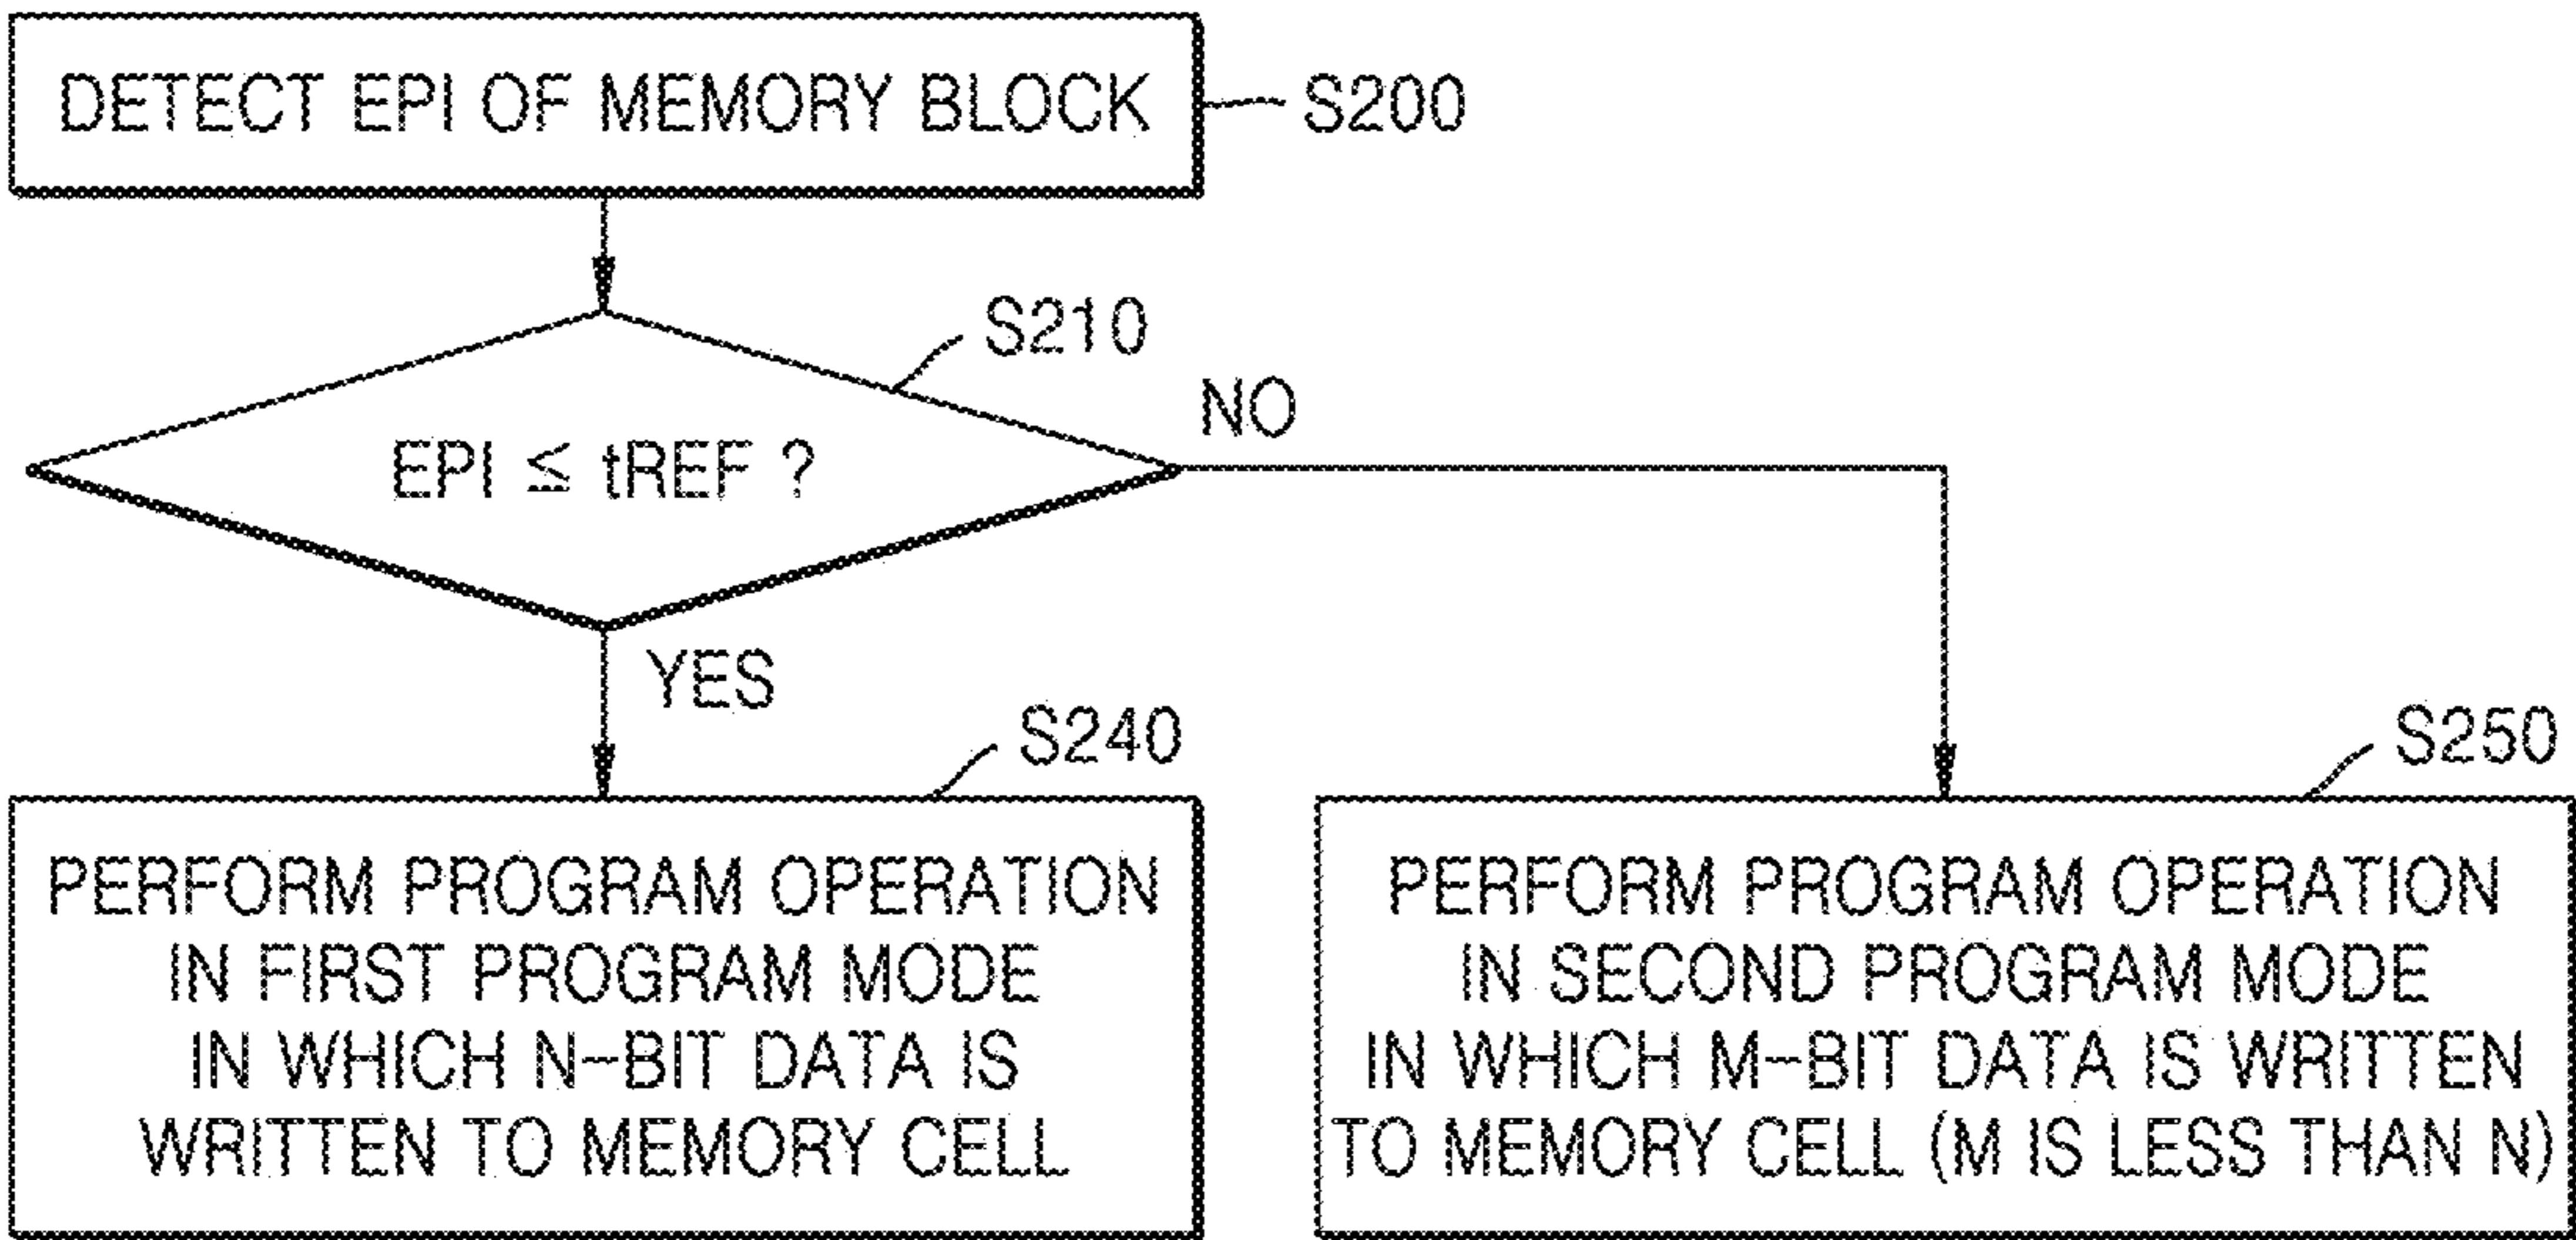 DETECT EPI OF MEMORY BLOCK
S200
S210
EPI ≤ tREF ?
NO
YES
S240
S250
PERFORM PROGRAM OPERATION
IN FIRST PROGRAM MODE
IN WHICH N-BIT DATA IS
WRITTEN TO MEMORY CELL
PERFORM PROGRAM OPERATION
IN SECOND PROGRAM MODE
IN WHICH M-BIT DATA IS WRITTEN
TO MEMORY CELL (M IS LESS THAN N)